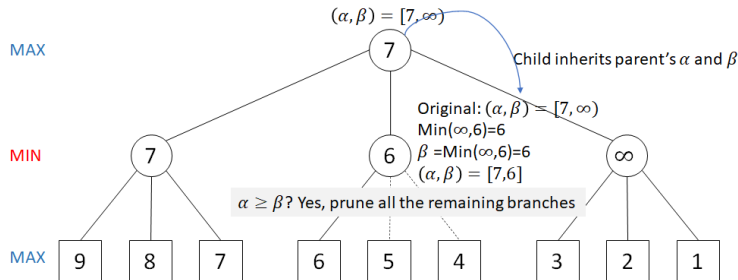 (α, β) = [7, ∞)
MAX
7
Child inherits parent's α and β
Original: (α, β) = [7, ∞)
Min(∞,6)=6
β =Min(∞,6)=6
(α, β) = [7,6]
MIN
7
6
∞
α ≥ β? Yes, prune all the remaining branches
MAX
9
8
7
6
5
4
3
2
1